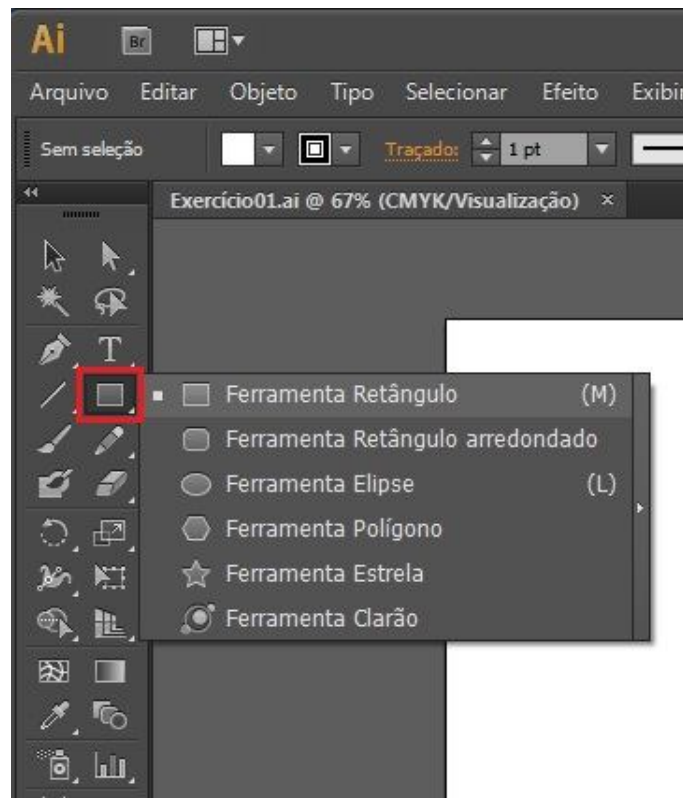 Ai Br
Arquivo Editar Objeto Tipo Selecionar Efeito Exibir
Sem seleção Traçado: 1 pt
Exercício01.ai @ 67% (CMYK/Visualização) ×
T
Ferramenta Retângulo (M)
Ferramenta Retângulo arredondado
Ferramenta Elipse (L)
Ferramenta Polígono
Ferramenta Estrela
Ferramenta Clarão